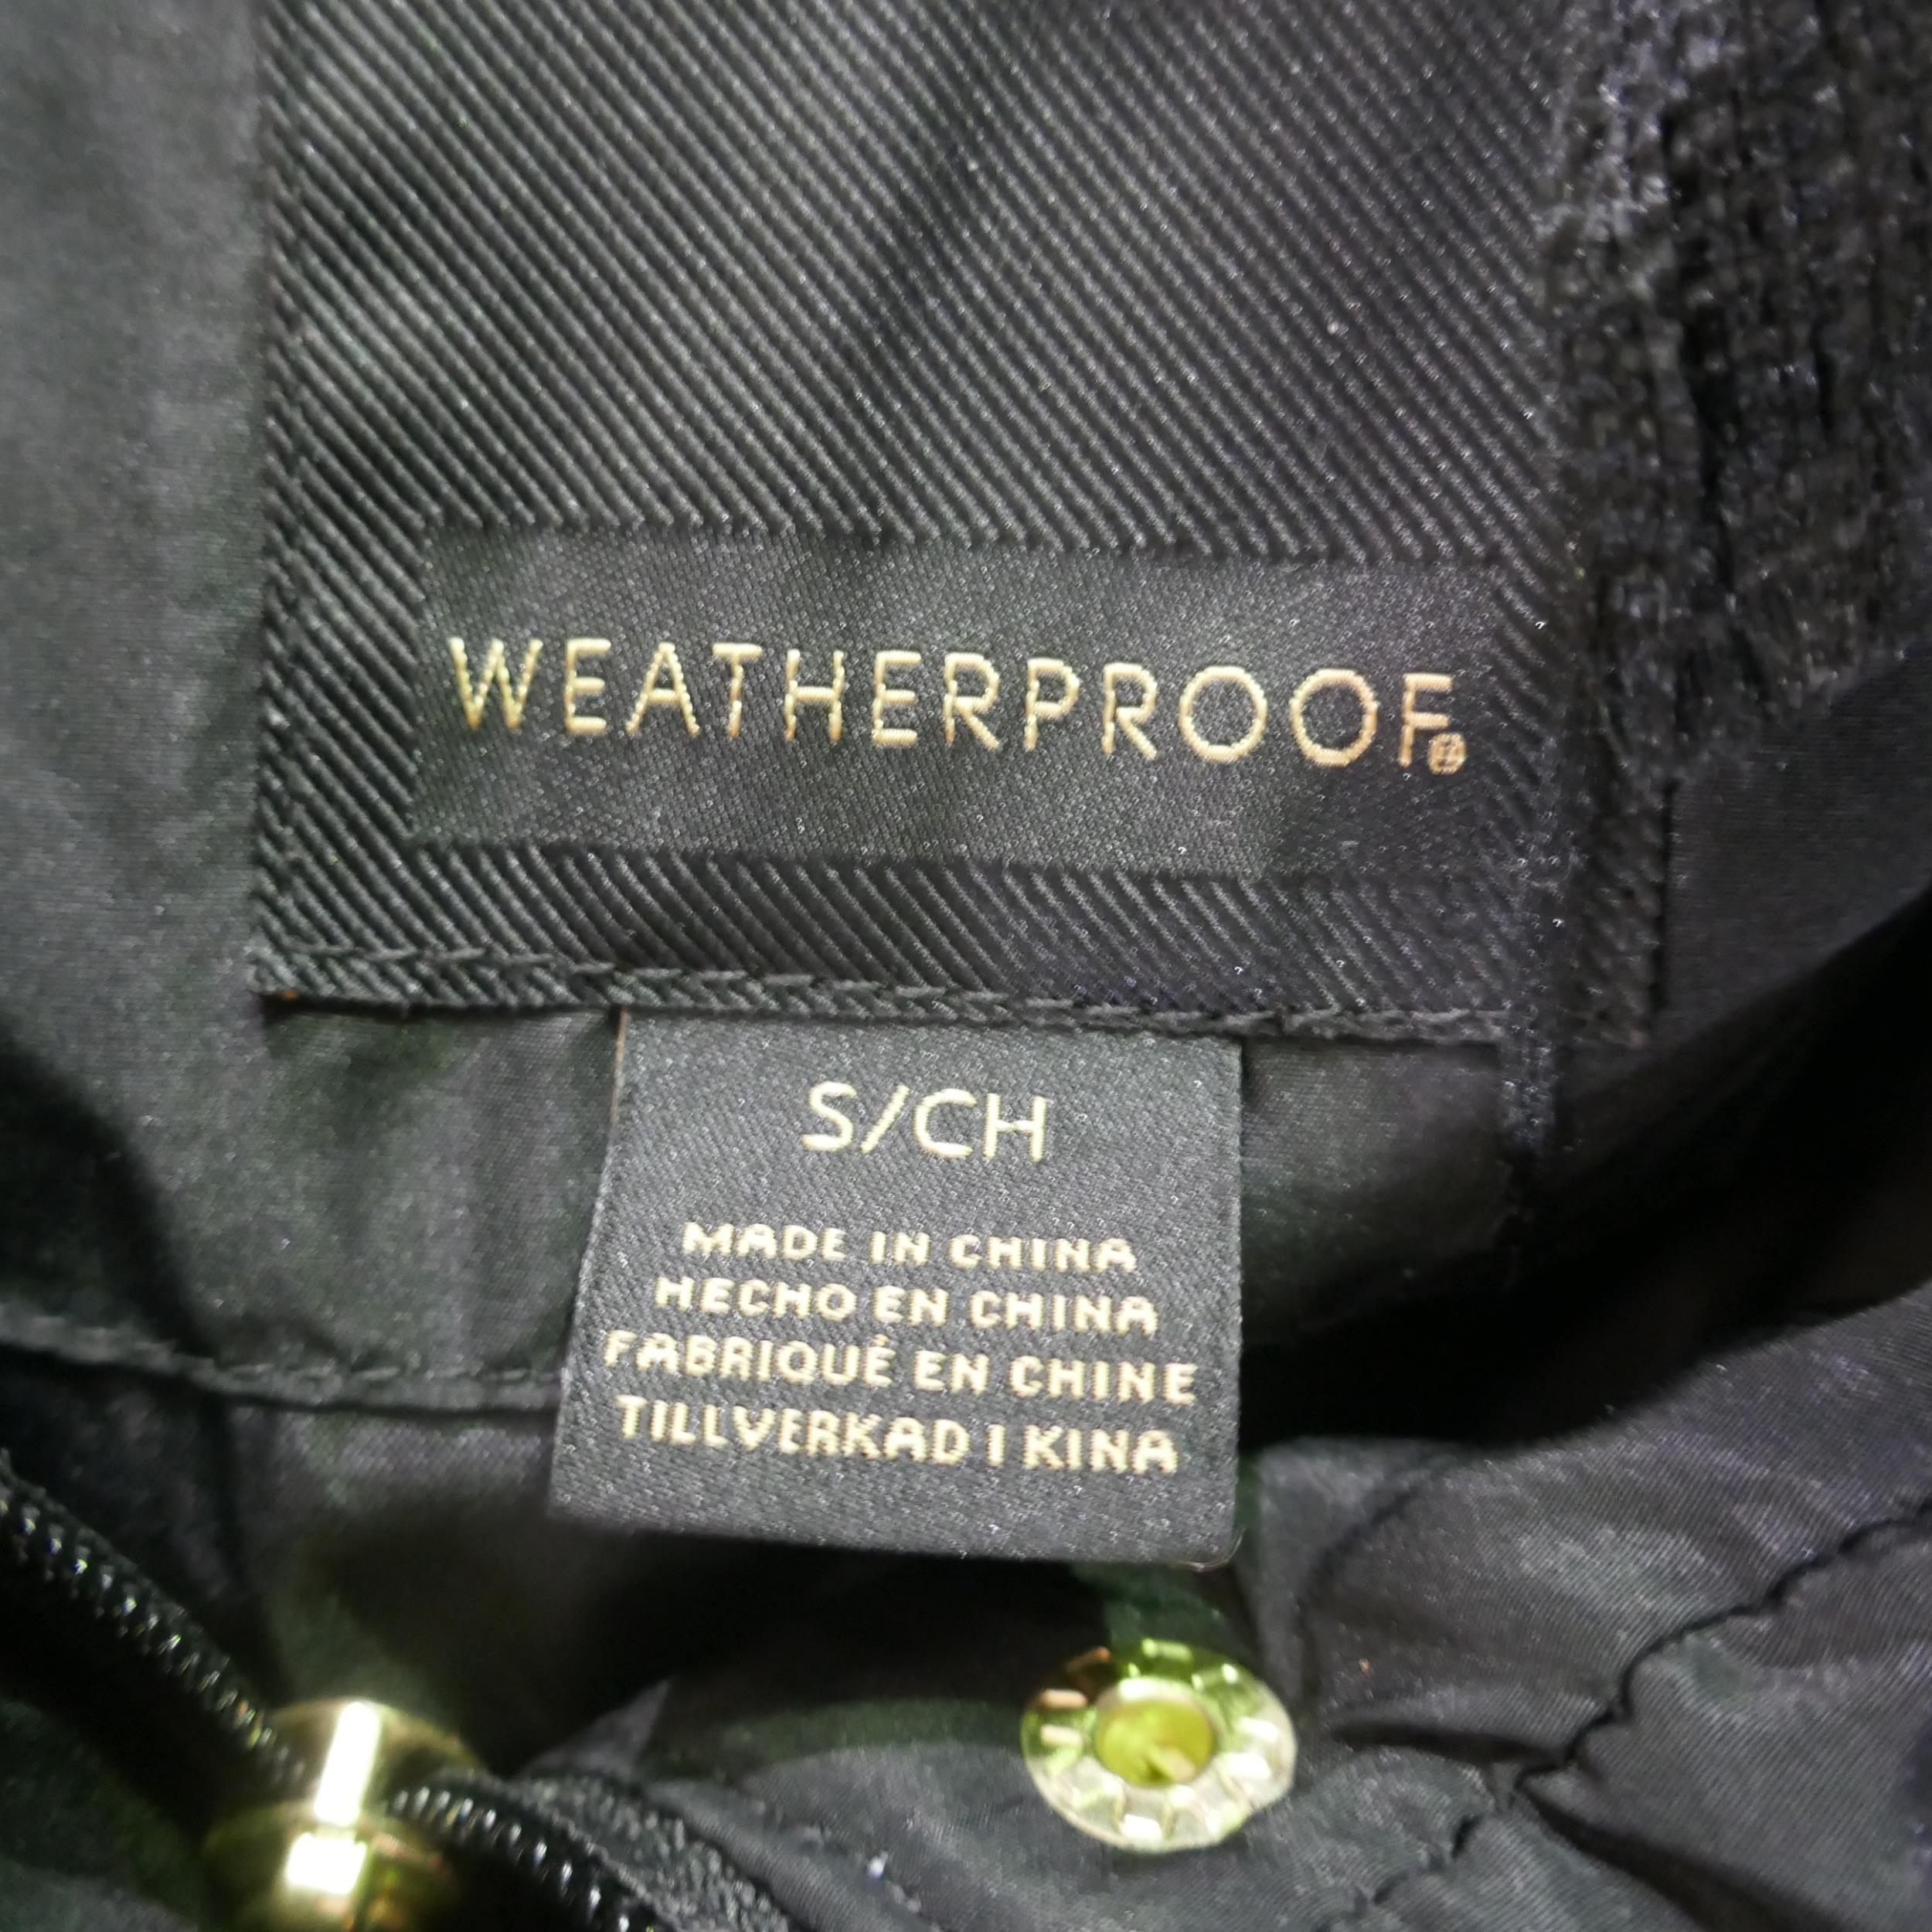 WEATHERPROOF®
S/CH
MADE IN CHINA
HECHO EN CHINA
FABRIQUÉ EN CHINE
TILLVERKAD I KINA